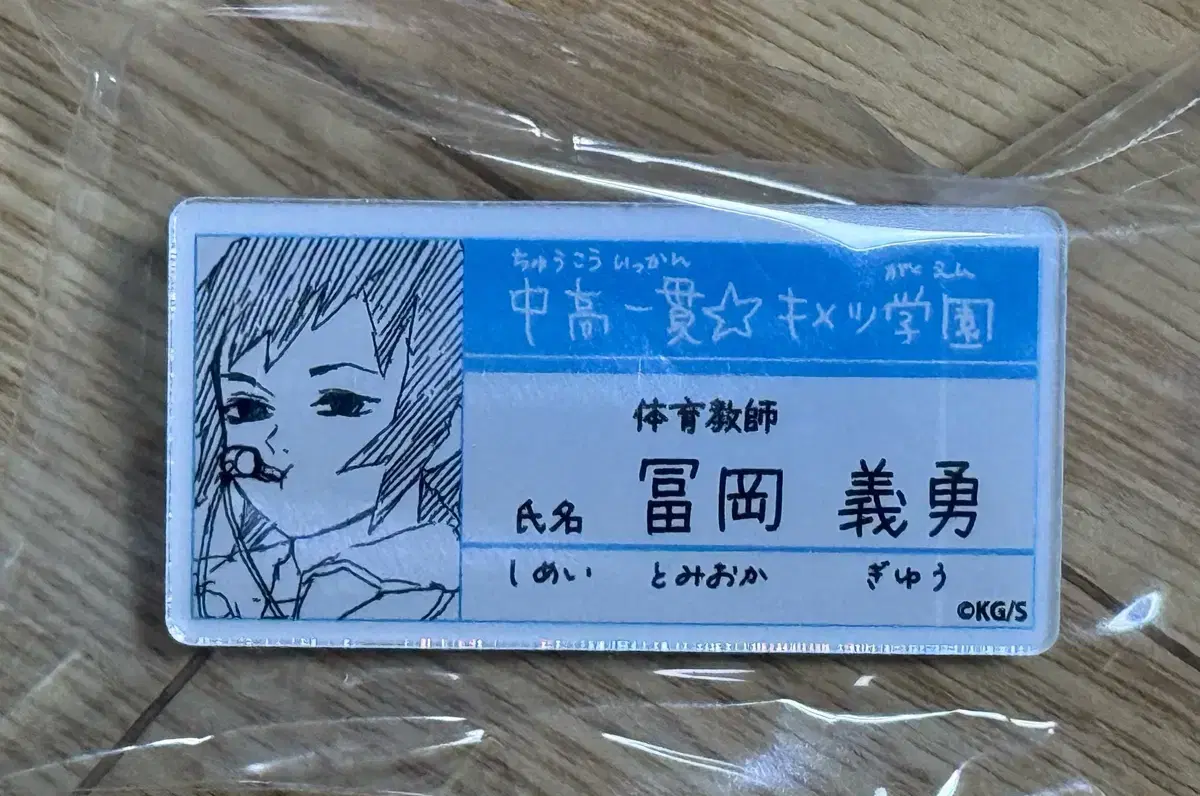 ちゅうこう いっかん がくえん
中高一貫☆キメツ学園
体育教師
氏名 冨岡 義勇
しめい とみおか ぎゆう
©KG/S